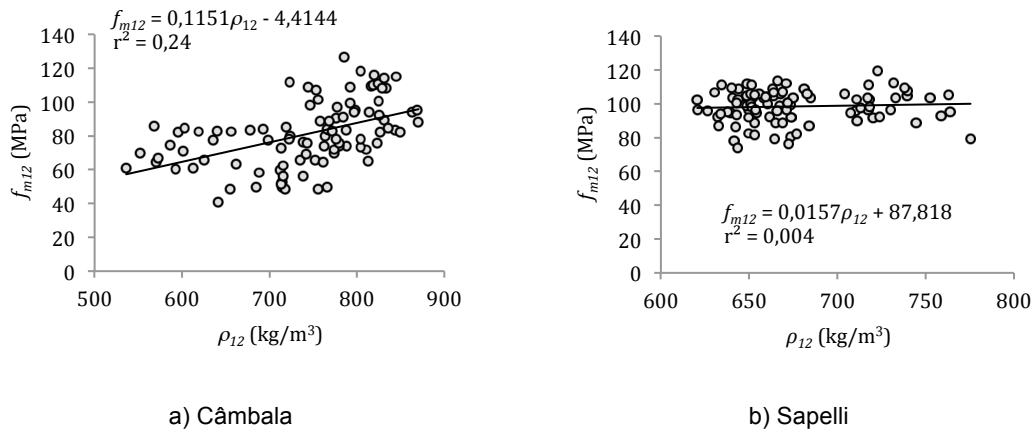 f_m12 = 0,1151ρ_12 - 4,4144
r² = 0,24
140
120
100
80
60
40
20
0
f_m12 (MPa)
500 600 700 800 900
ρ_12 (kg/m³)
a) Câmbala
140
120
100
80
60
40
20
0
f_m12 (MPa)
f_m12 = 0,0157ρ_12 + 87,818
r² = 0,004
600 650 700 750 800
ρ_12 (kg/m³)
b) Sapelli